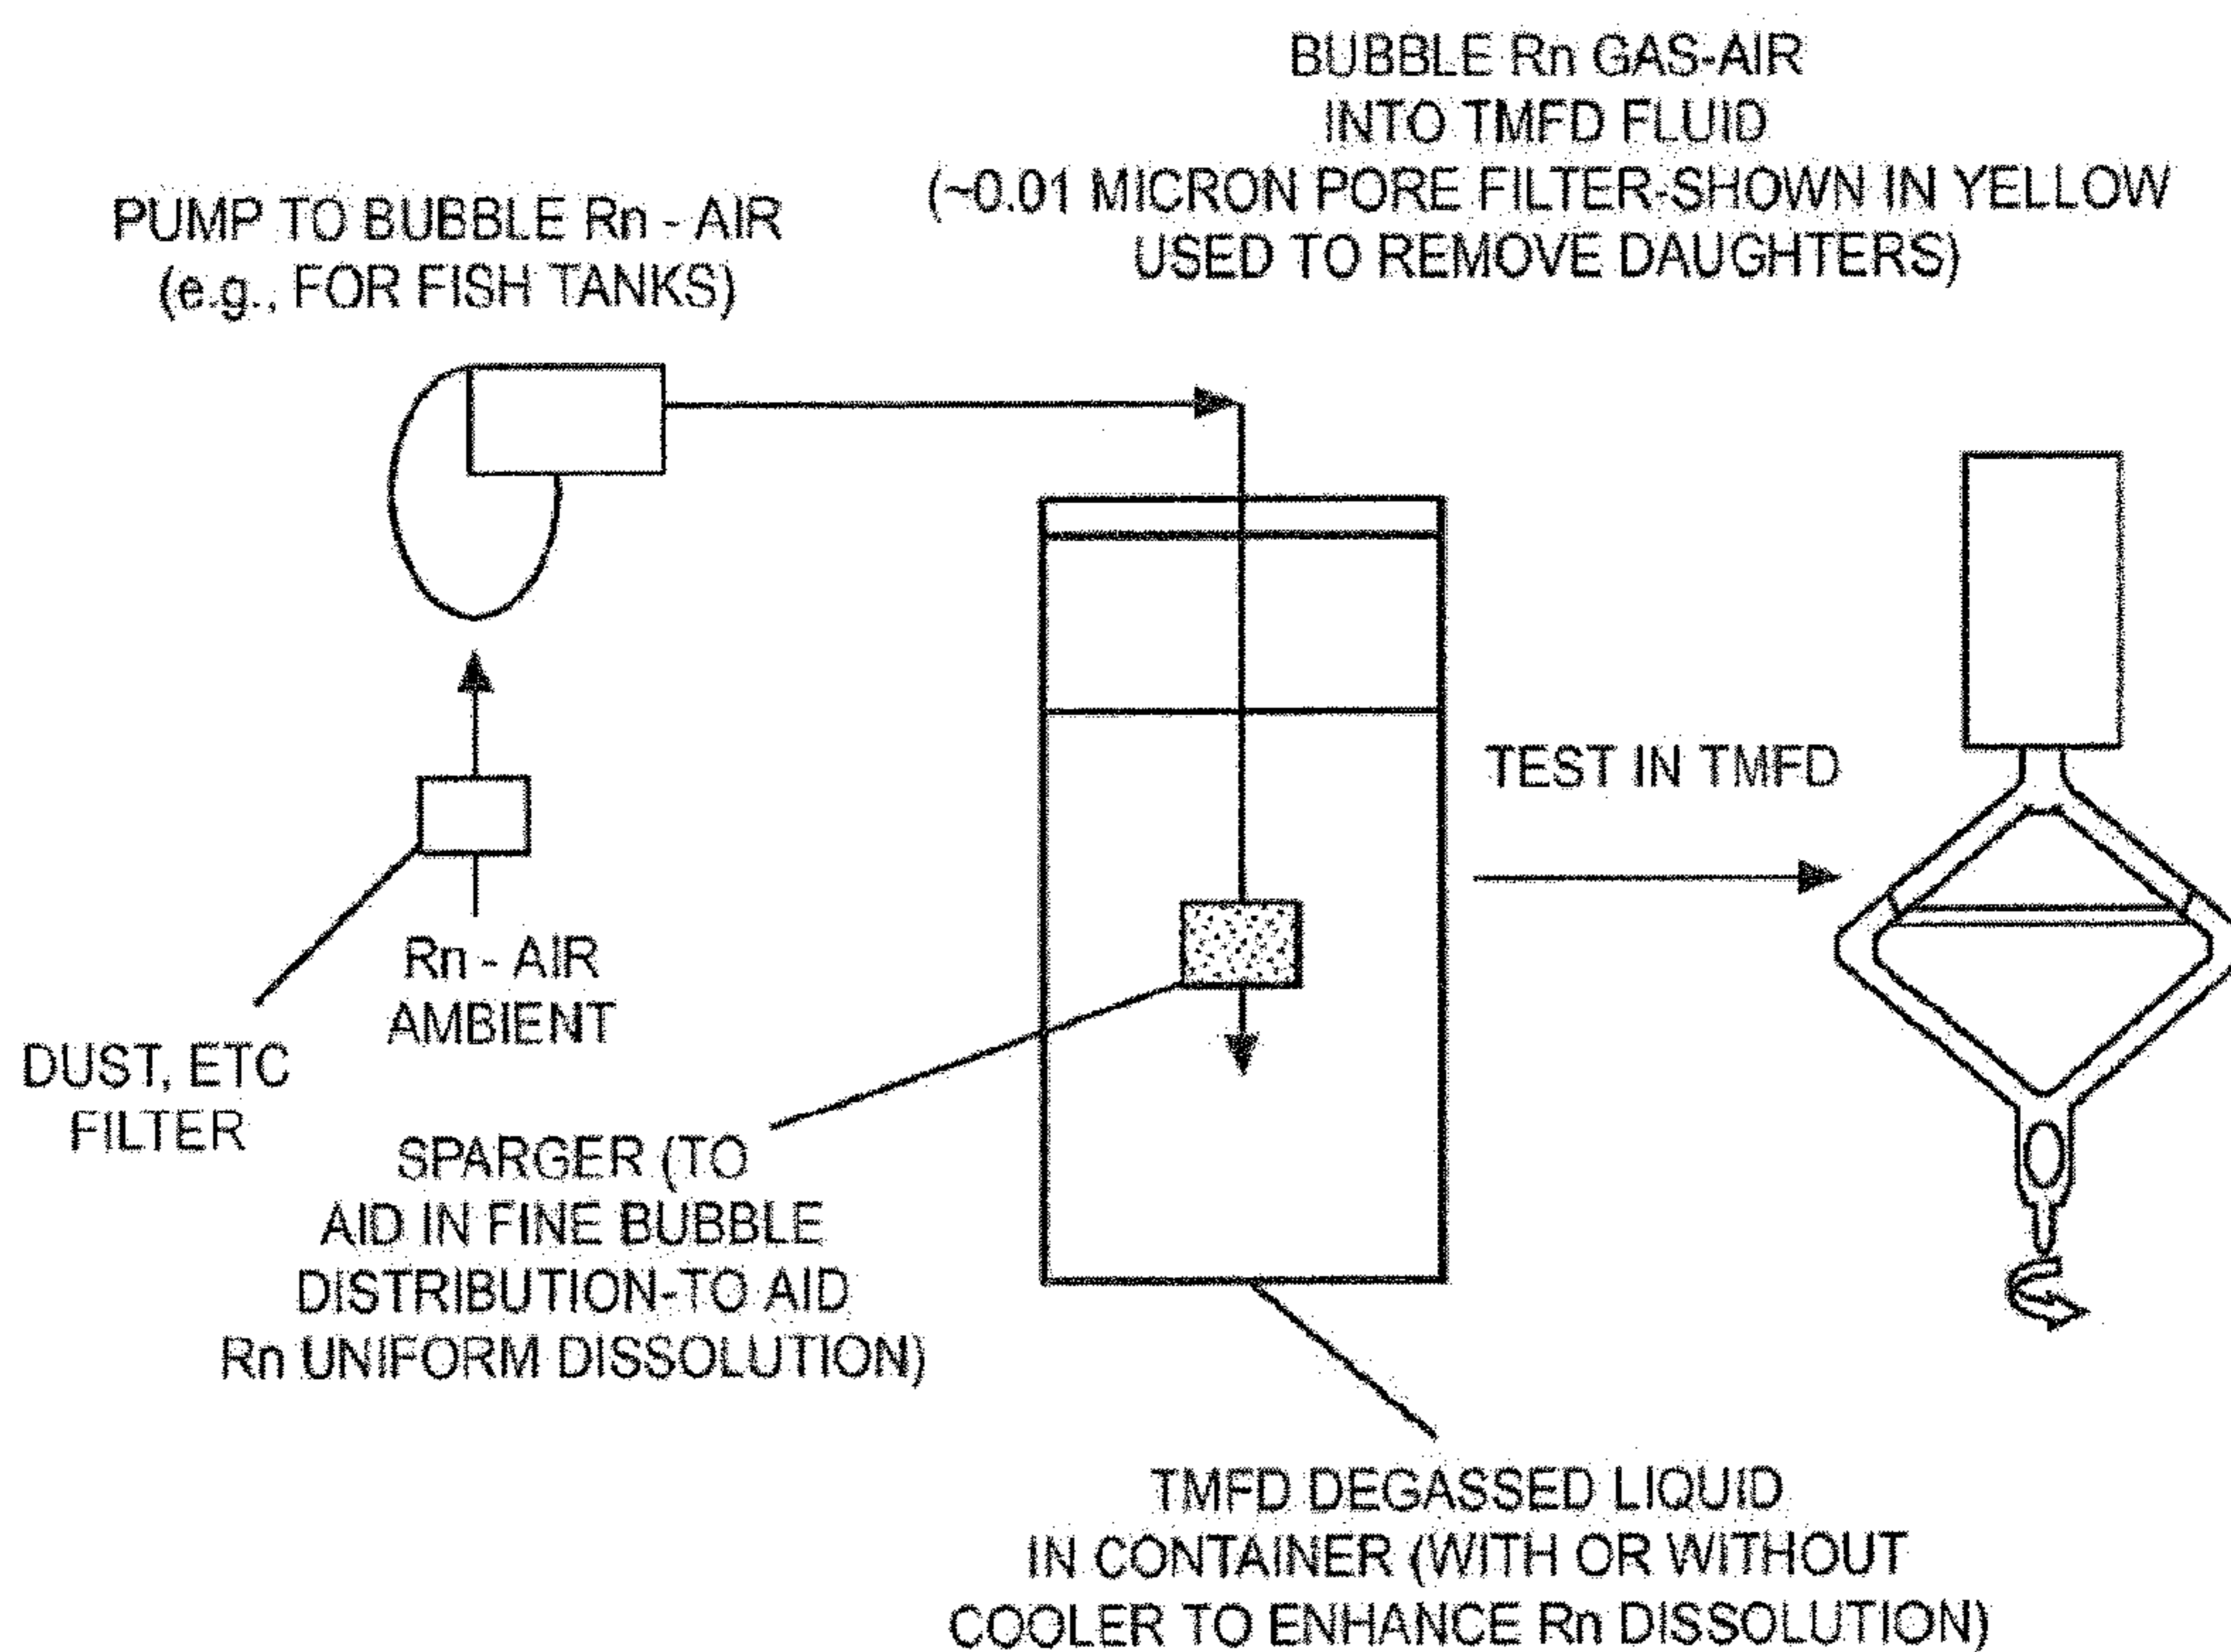 BUBBLE Rn GAS-AIR
INTO TMFD FLUID
(~0.01 MICRON PORE FILTER-SHOWN IN YELLOW
USED TO REMOVE DAUGHTERS)
PUMP TO BUBBLE Rn - AIR
(e.g., FOR FISH TANKS)
TEST IN TMFD
Rn - AIR
AMBIENT
DUST, ETC
FILTER
SPARGER (TO
AID IN FINE BUBBLE
DISTRIBUTION-TO AID
Rn UNIFORM DISSOLUTION)
TMFD DEGASSED LIQUID
IN CONTAINER (WITH OR WITHOUT
COOLER TO ENHANCE Rn DISSOLUTION)